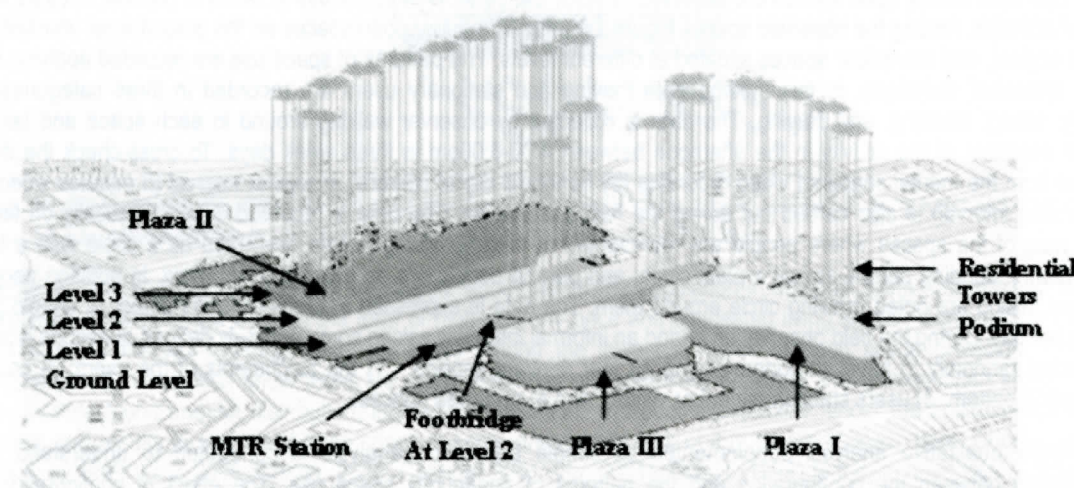 Plaza II
Level 3
Level 2
Level 1
Ground Level
MTR Station
Footbridge
At Level 2
Plaza III
Plaza I
Residential
Towers
Podium